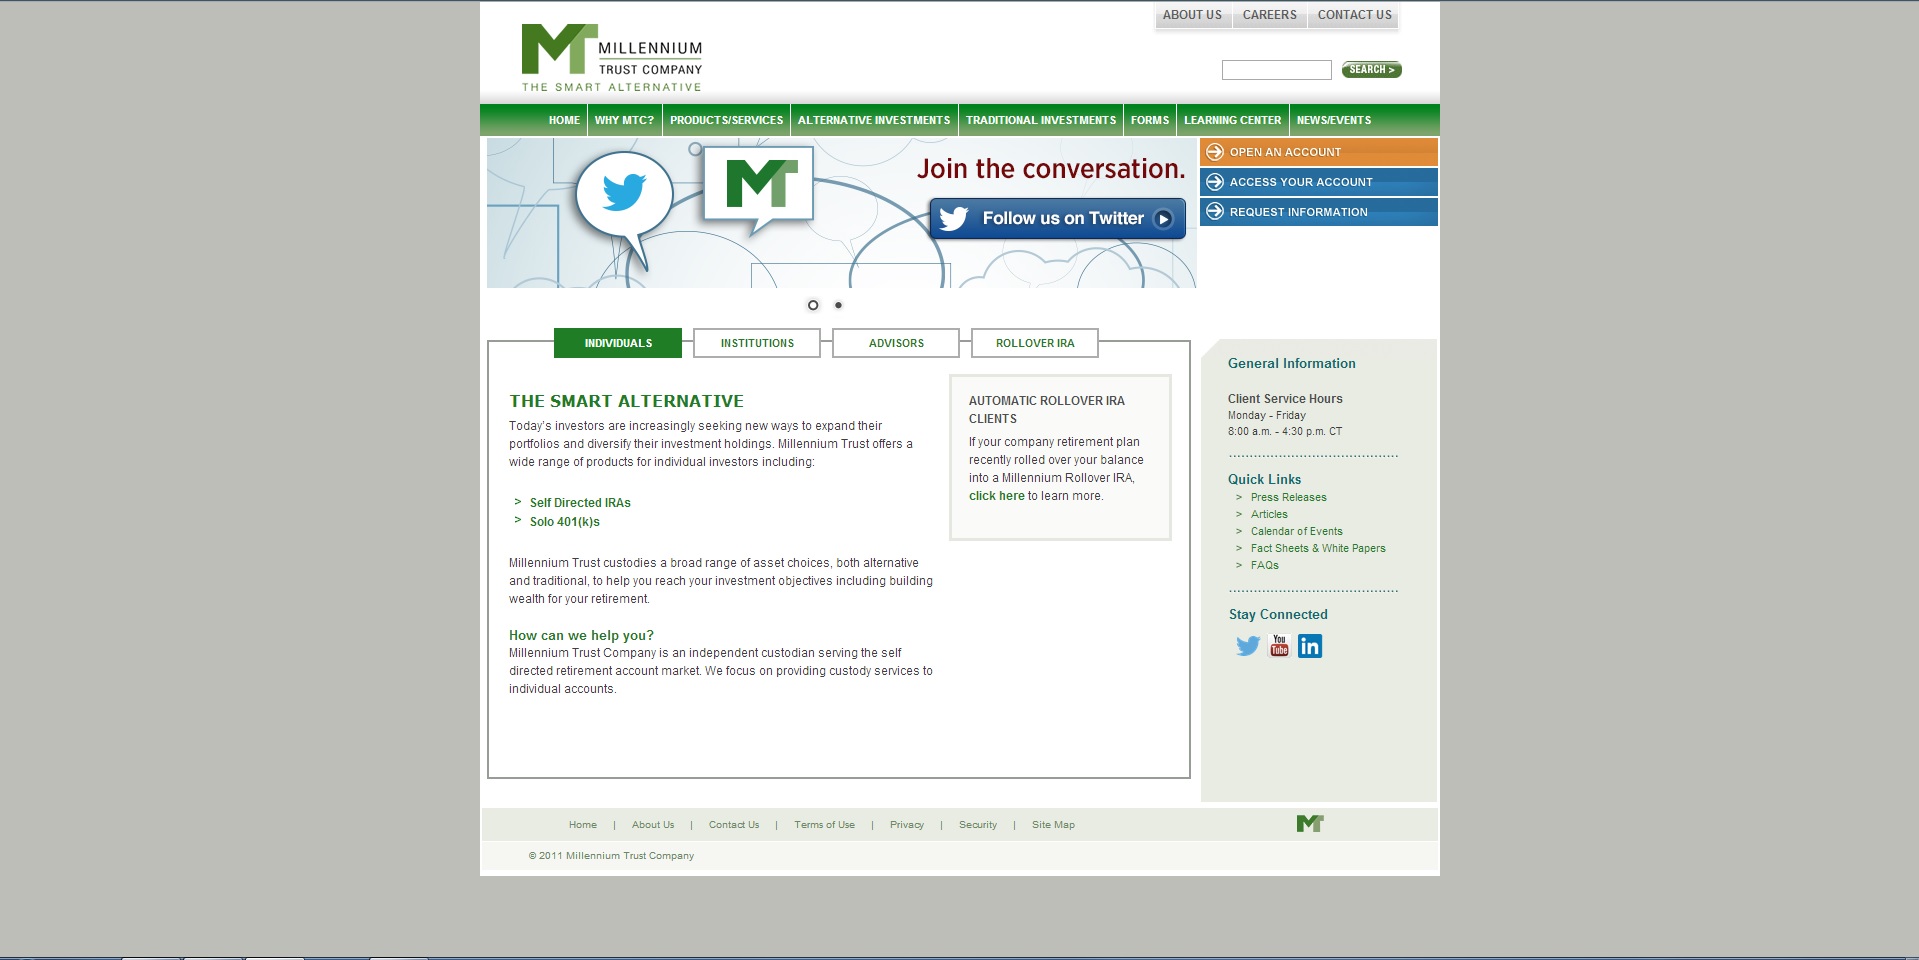 ABOUT US CAREERS CONTACT US
MILLENNIUM
TRUST COMPANY
THE SMART ALTERNATIVE
SEARCH >
HOME WHY MTC? PRODUCTS/SERVICES ALTERNATIVE INVESTMENTS TRADITIONAL INVESTMENTS FORMS LEARNING CENTER NEWS/EVENTS
MT
Join the conversation.
Follow us on Twitter
OPEN AN ACCOUNT
ACCESS YOUR ACCOUNT
REQUEST INFORMATION
INDIVIDUALS INSTITUTIONS ADVISORS ROLLOVER IRA
THE SMART ALTERNATIVE
Today's investors are increasingly seeking new ways to expand their
portfolios and diversify their investment holdings. Millennium Trust offers a
wide range of products for individual investors including:
> Self Directed IRAs
> Solo 401(k)s
Millennium Trust custodies a broad range of asset choices, both alternative
and traditional, to help you reach your investment objectives including building
wealth for your retirement.
How can we help you?
Millennium Trust Company is an independent custodian serving the self
directed retirement account market. We focus on providing custody services to
individual accounts.
AUTOMATIC ROLLOVER IRA
CLIENTS
If your company retirement plan
recently rolled over your balance
into a Millennium Rollover IRA,
click here to learn more.
General Information
Client Service Hours
Monday - Friday
8:00 a.m. - 4:30 p.m. CT
Quick Links
> Press Releases
> Articles
> Calendar of Events
> Fact Sheets & White Papers
> FAQs
Stay Connected
You Tube in
Home | About Us | Contact Us | Terms of Use | Privacy | Security | Site Map
MT
© 2011 Millennium Trust Company